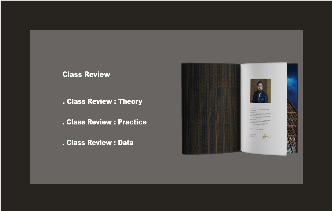 Class Review
. Class Review : Theory
. Class Review : Practice
. Class Review : Data